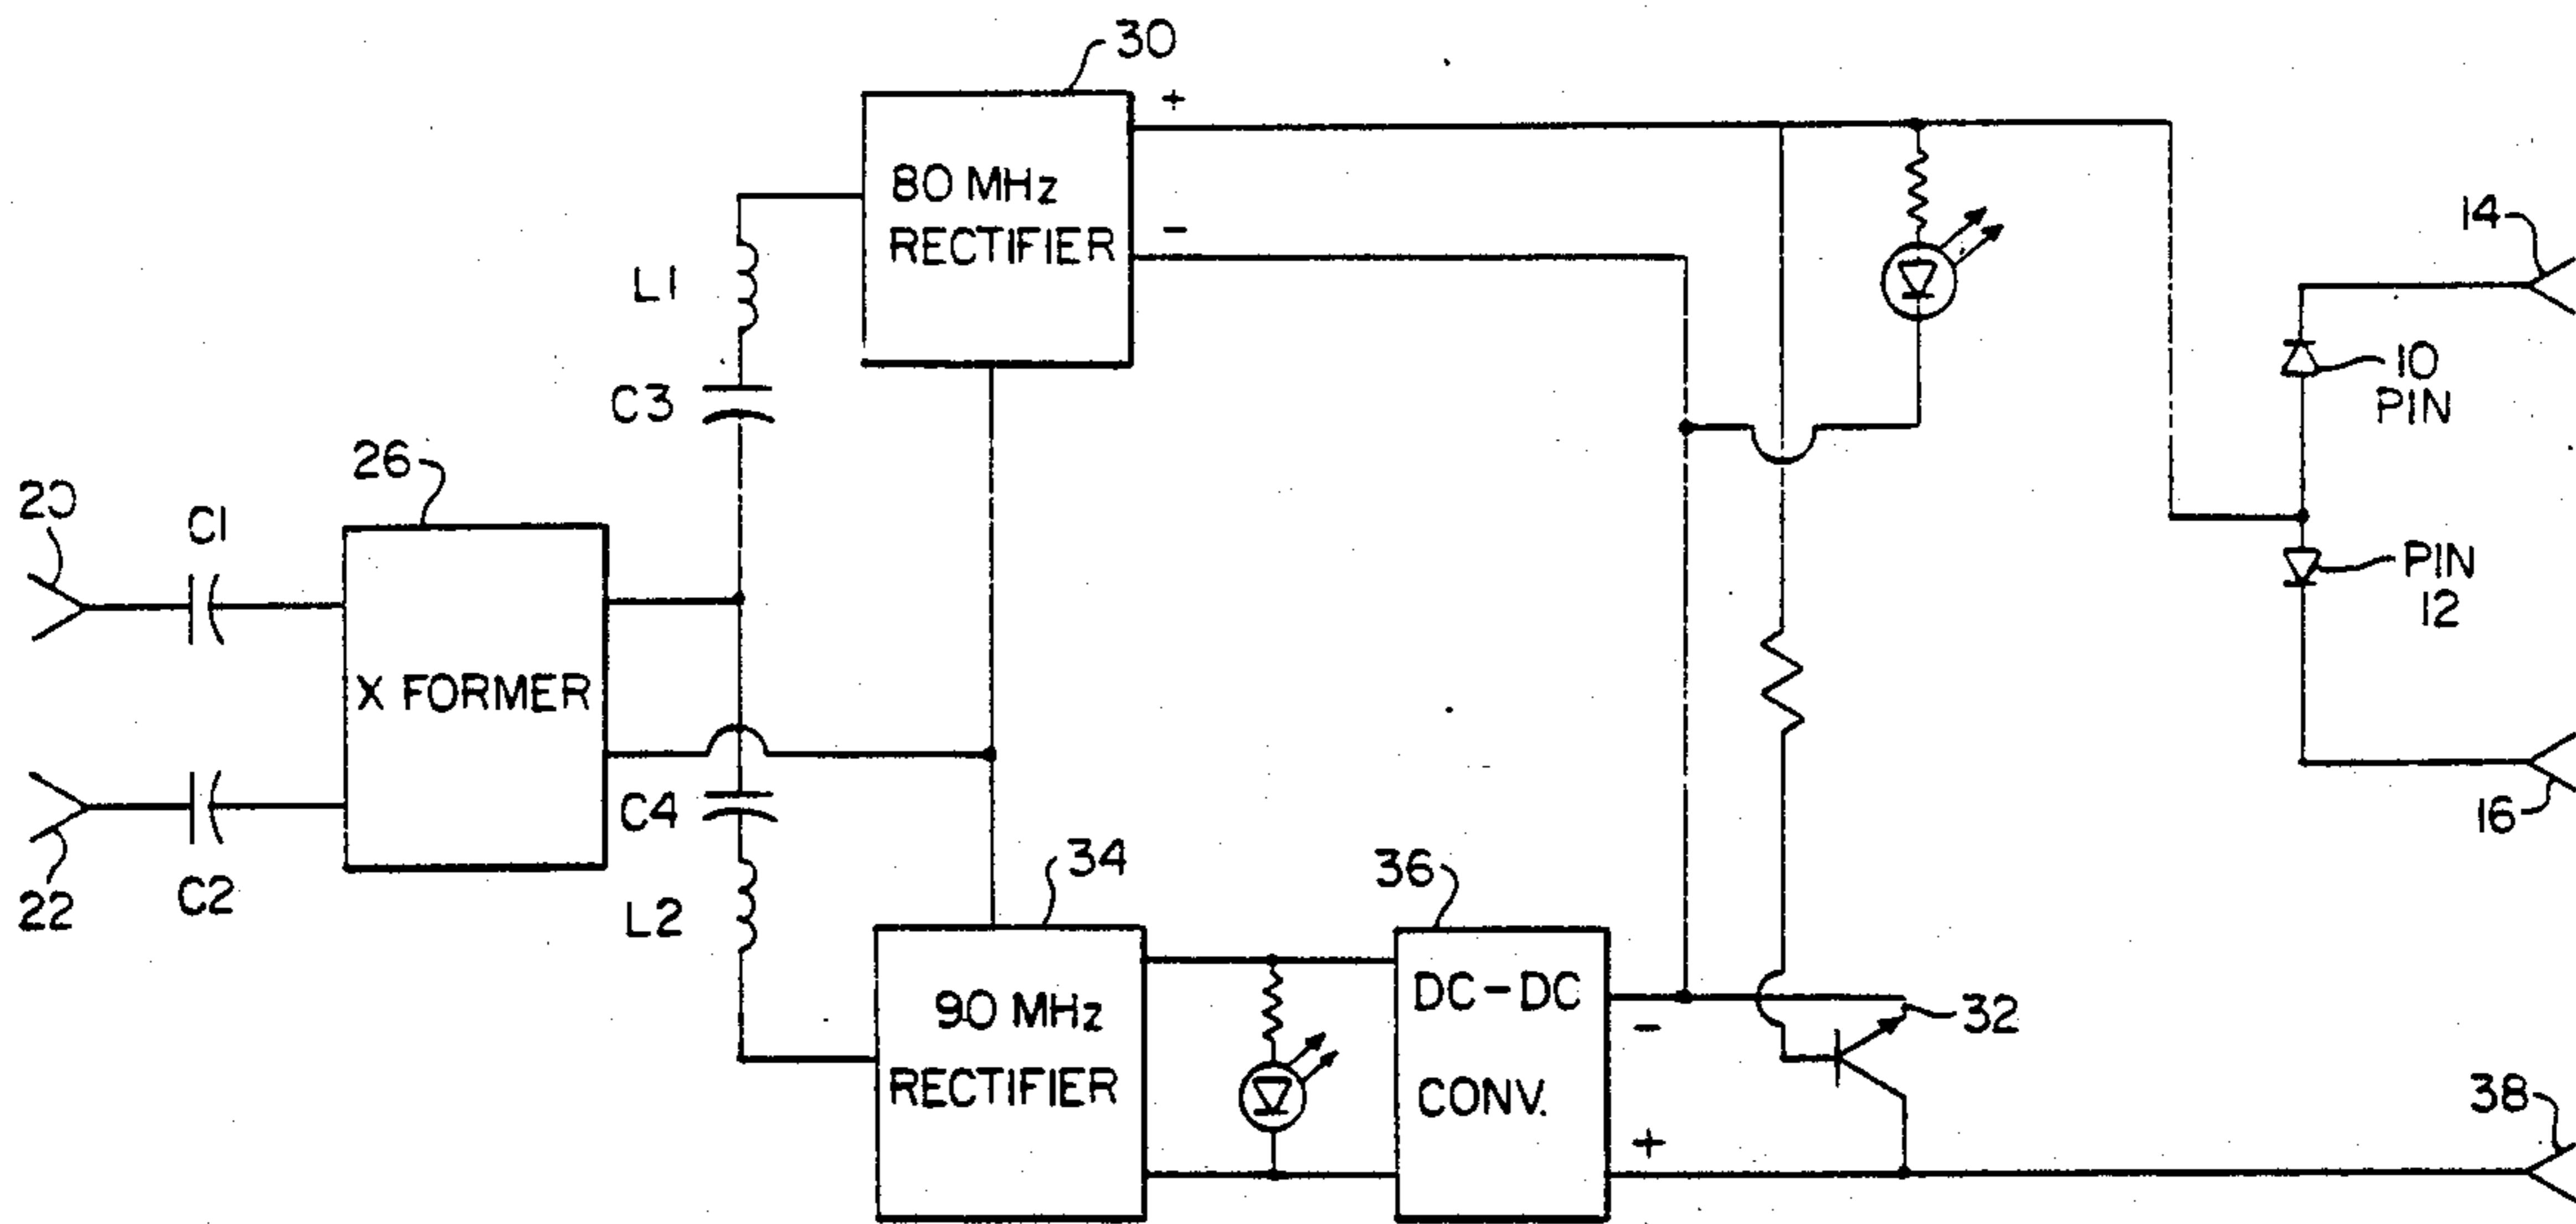 30
+
80 MHz
RECTIFIER
-
14
L1
10
PIN
C3
26
20
C1
PIN
12
X FORMER
C4
34
36
16
22
C2
L2
DC-DC
90 MHz
-
32
RECTIFIER
CONV.
+
38